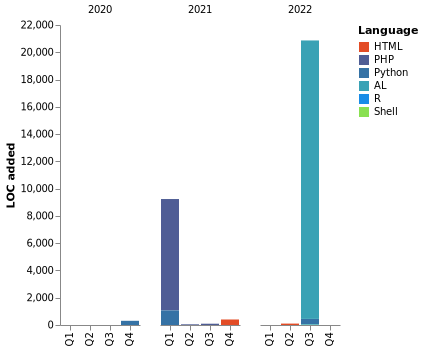 2020 2021 2022
22,000
20,000
18,000
16,000
14,000
12,000
10,000
8,000
6,000
4,000
2,000
0
LOC added
Q1 Q2 Q3 Q4 Q1 Q2 Q3 Q4 Q1 Q2 Q3 Q4
Language
HTML
PHP
Python
AL
R
Shell